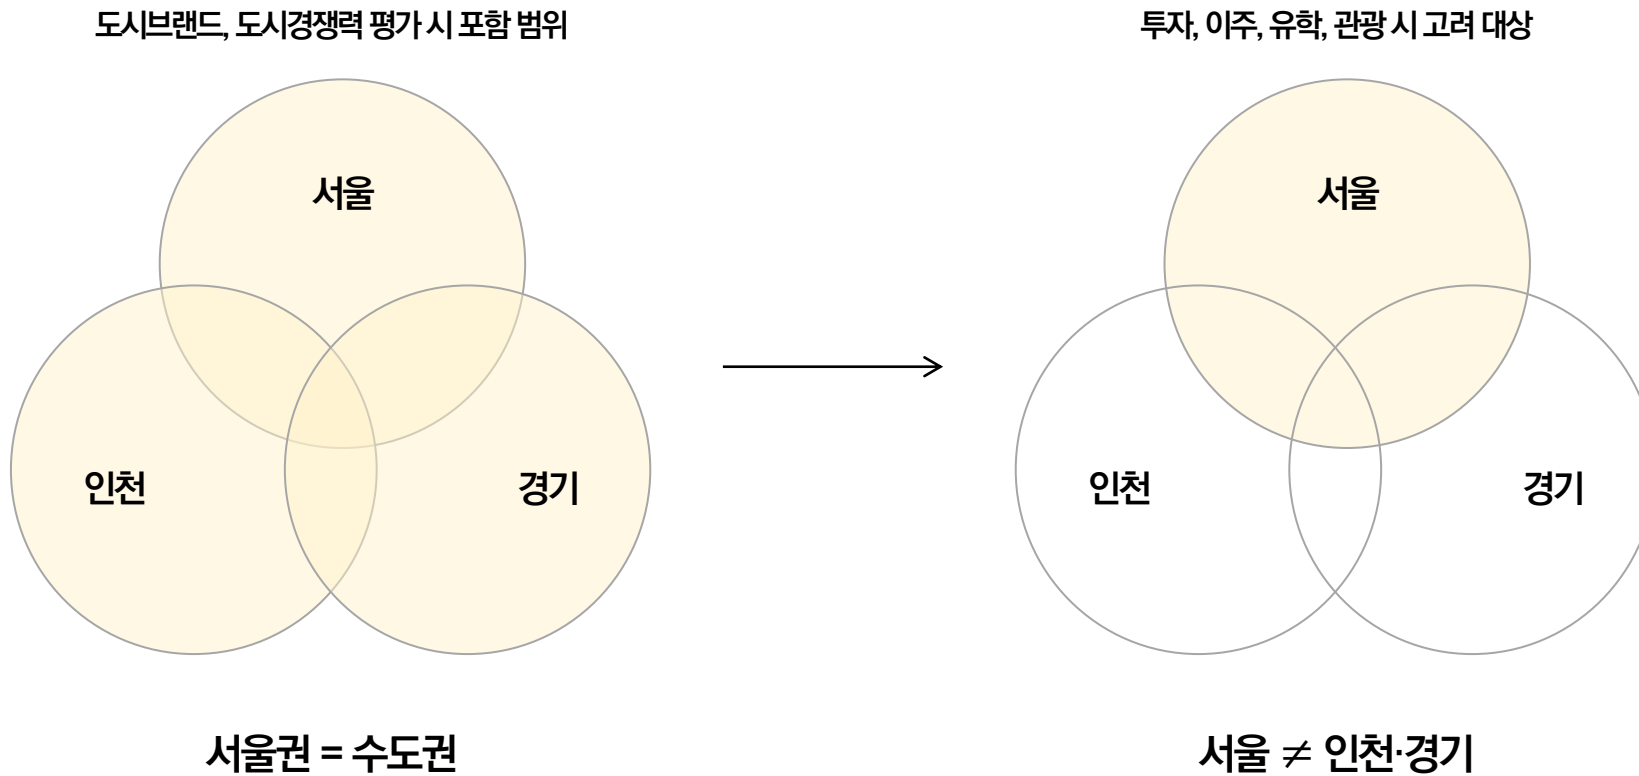 도시브랜드, 도시경쟁력 평가 시 포함 범위
서울
인천
경기
서울권 = 수도권
투자, 이주, 유학, 관광 시 고려 대상
서울
인천
경기
서울 ≠ 인천·경기